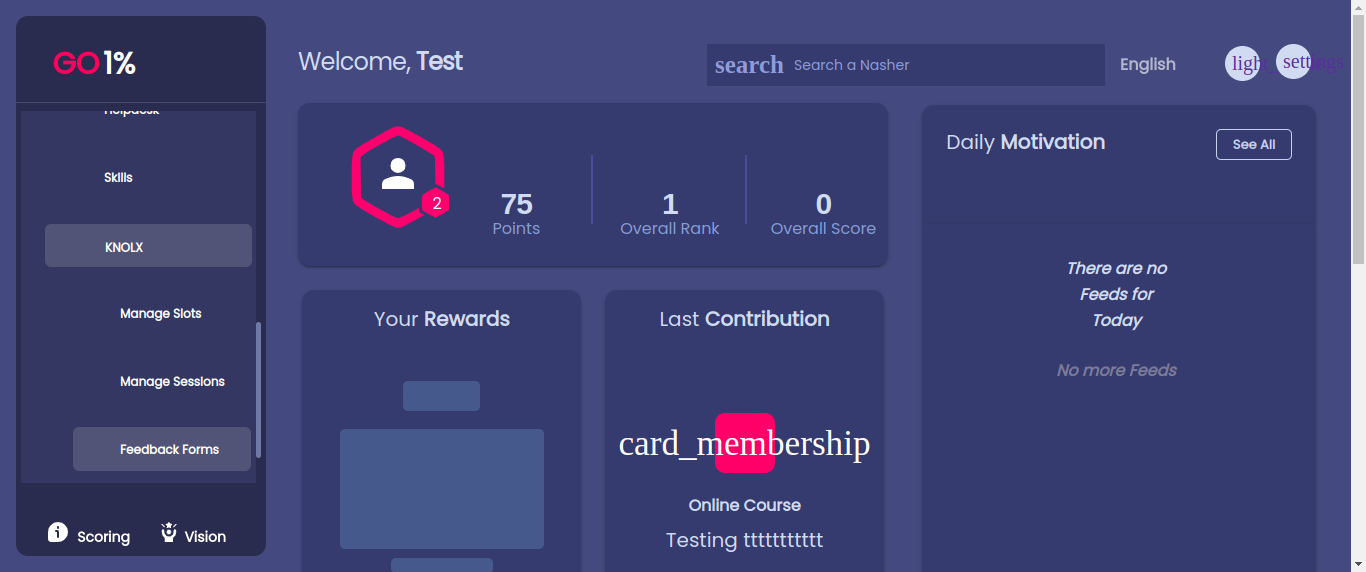 GO1%
Helpdesk
Skills
KNOLX
Manage Slots
Manage Sessions
Feedback Forms
Scoring
Vision
Welcome, Test
search Search a Nasher
English
settings
2
75
Points
1
Overall Rank
0
Overall Score
Your Rewards
Last Contribution
card_membership
Online Course
Testing tttttttttt
Daily Motivation
See All
There are no
Feeds for
Today
No more Feeds